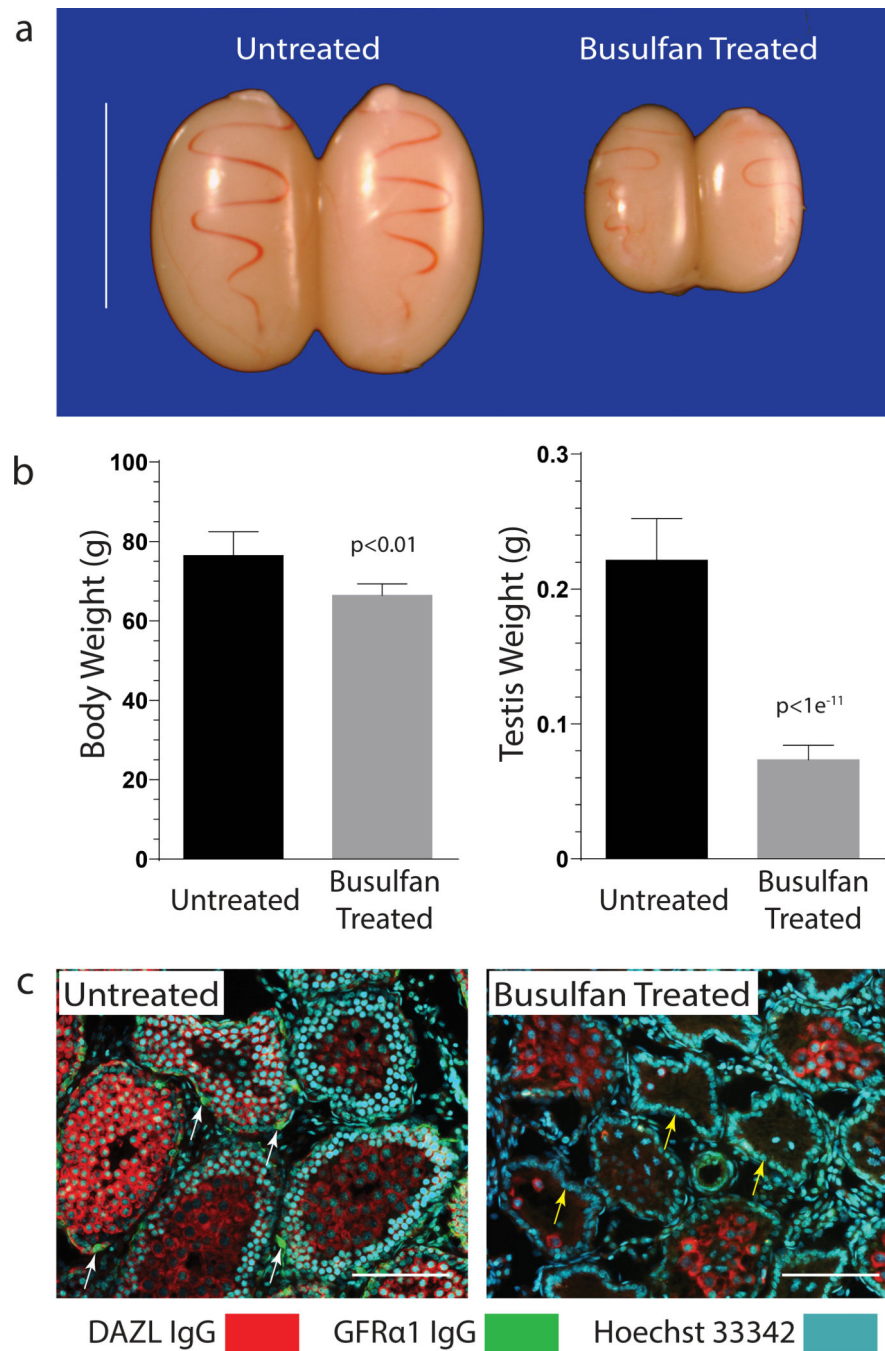 a
Untreated
Busulfan Treated
b
Body Weight (g)
100
80
60
40
20
0
p<0.01
Untreated
Busulfan
Treated
Testis Weight (g)
0.3
0.2
0.1
0
p<1e-11
Untreated
Busulfan
Treated
c
Untreated
Busulfan Treated
DAZL IgG
GFRα1 IgG
Hoechst 33342